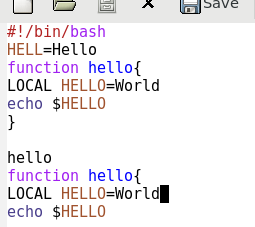 Save
#!/bin/bash
HELL=Hello
function hello{
LOCAL HELLO=World
echo $HELLO
}
hello
function hello{
LOCAL HELLO=World
echo $HELLO